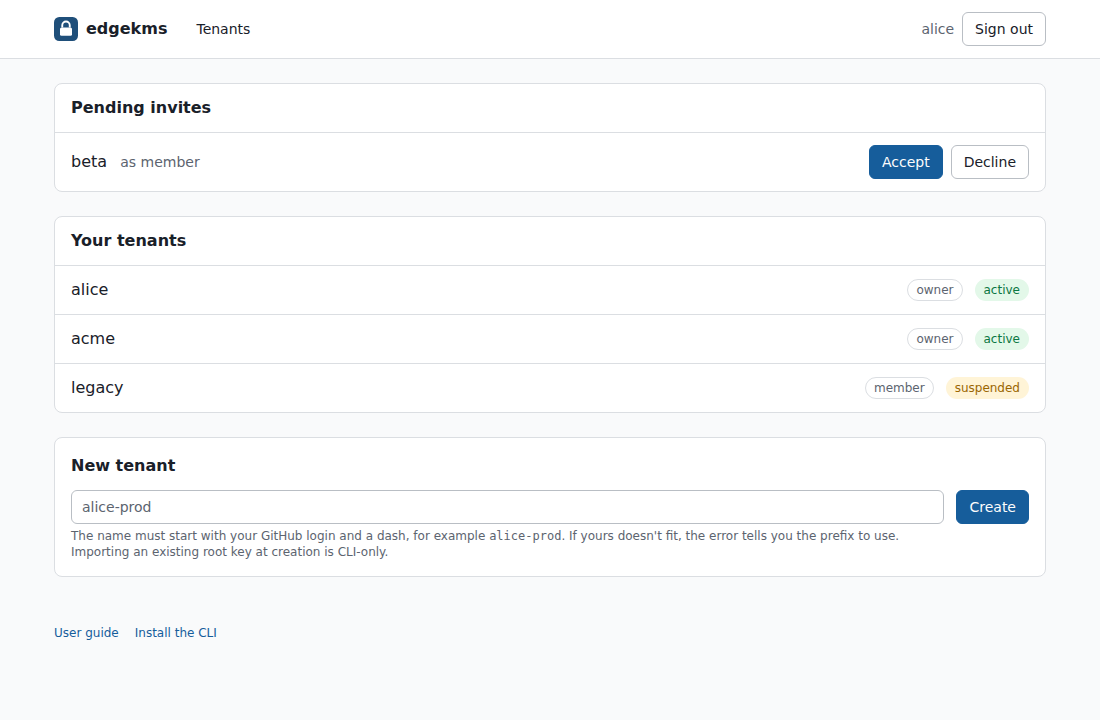 edgekms Tenants alice Sign out
Pending invites
beta as member Accept Decline
Your tenants
alice owner active
acme owner active
legacy member suspended
New tenant
alice-prod Create
The name must start with your GitHub login and a dash, for example alice-prod. If yours doesn't fit, the error tells you the prefix to use.
Importing an existing root key at creation is CLI-only.
User guide Install the CLI